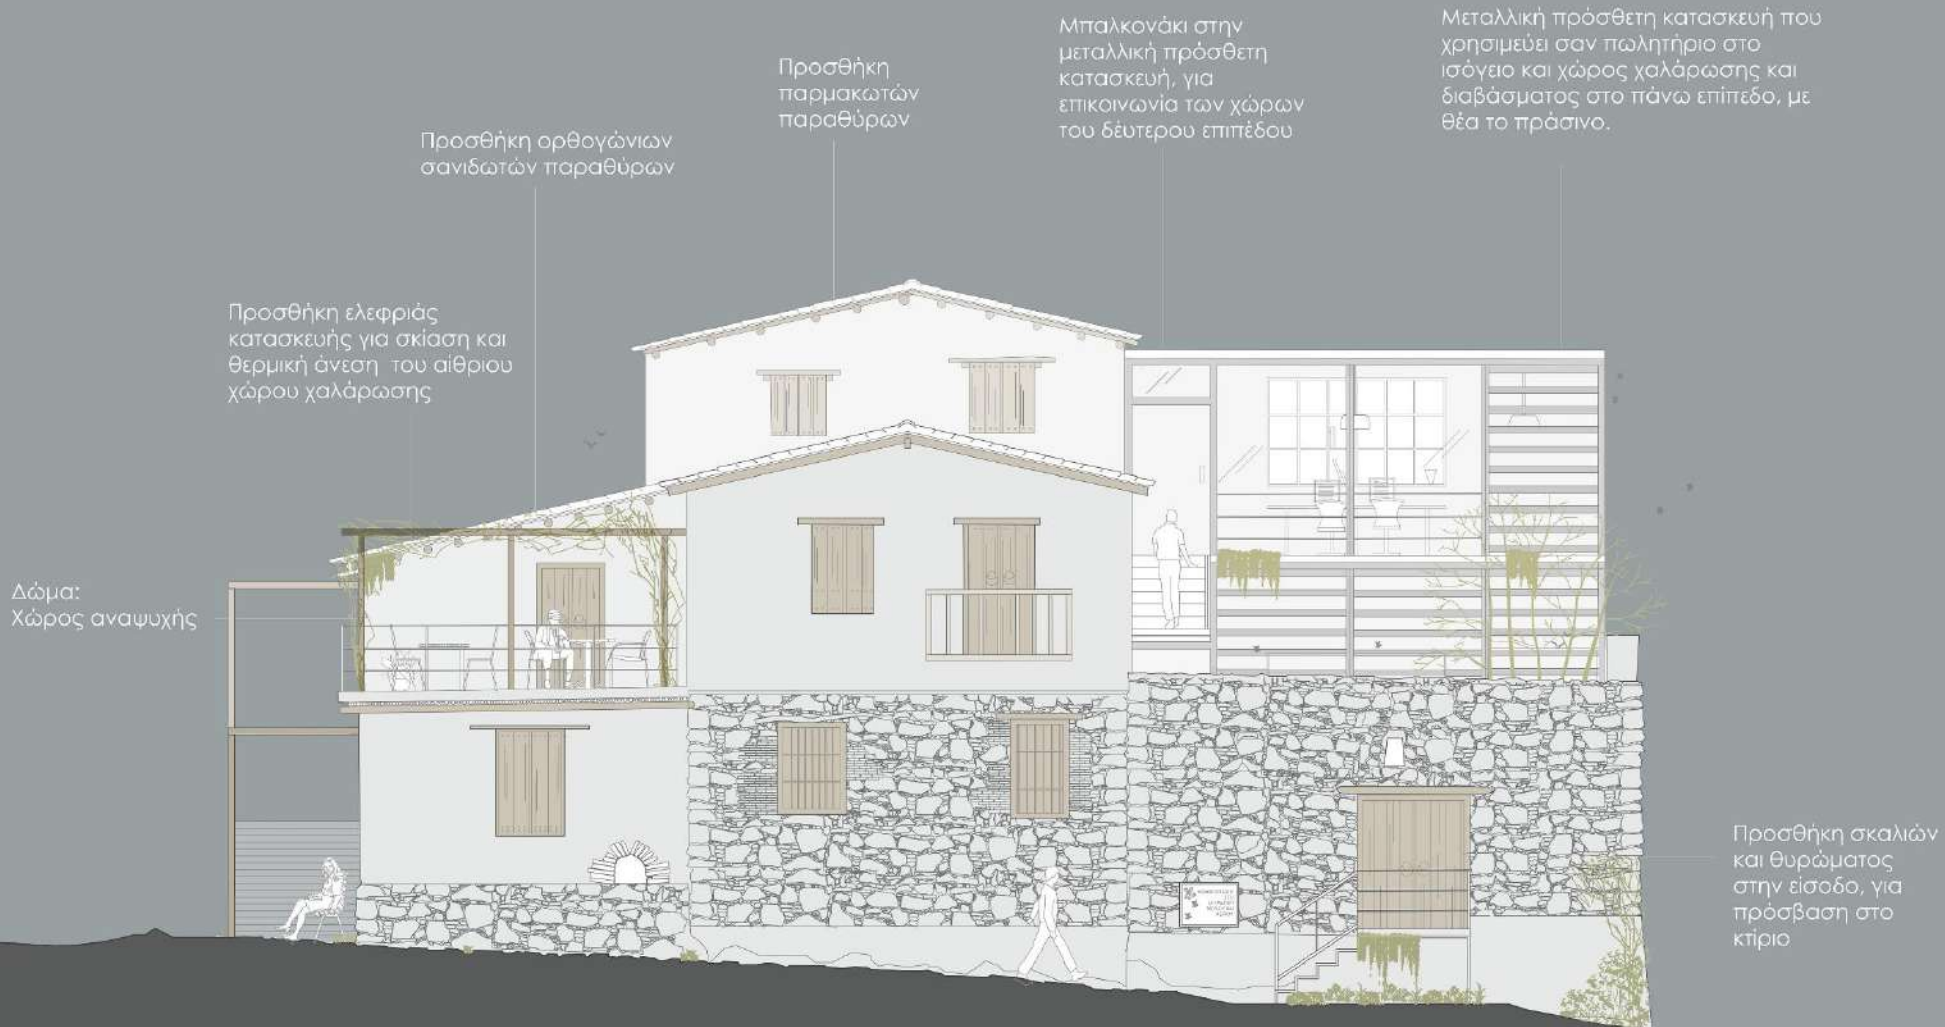 Μεταλλική πρόσθετη κατασκευή που
χρησιμεύει σαν πωλητήριο στο
ισόγειο και χώρος χαλάρωσης και
διαβάσματος στο πάνω επίπεδο, με
θέα το πράσινο.
Μπαλκονάκι στην
μεταλλική πρόσθετη
κατασκευή, για
επικοινωνία των χώρων
του δέυτερου επιπέδου
Προσθήκη
παρμακωτών
παραθύρων
Προσθήκη ορθογώνιων
σανιδωτών παραθύρων
Προσθήκη ελεφριάς
κατασκευής για σκίαση και
θερμική άνεση του αίθριου
χώρου χαλάρωσης
Δώμα:
Χώρος αναψυχής
Προσθήκη σκαλιών
και θυρώματος
στην είσοδο, για
πρόσβαση στο
κτίριο